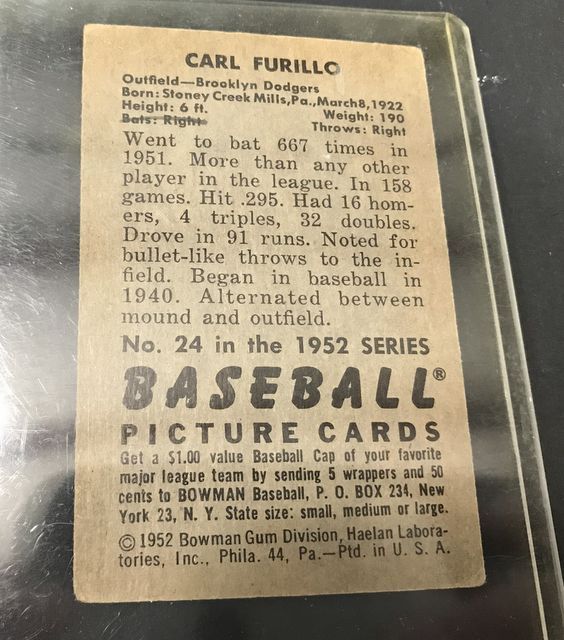 CARL FURILLO
Outfield—Brooklyn Dodgers
Born: Stoney Creek Mills, Pa., March 8, 1922
Height: 6 ft. Weight: 190
Bats: Right Throws: Right
Went to bat 667 times in
1951. More than any other
player in the league. In 158
games. Hit .295. Had 16 hom-
ers, 4 triples, 32 doubles.
Drove in 91 runs. Noted for
bullet-like throws to the in-
field. Began in baseball in
1940. Alternated between
mound and outfield.
No. 24 in the 1952 SERIES
BASEBALL®
PICTURE CARDS
Get a $1.00 value Baseball Cap of your favorite
major league team by sending 5 wrappers and 50
cents to BOWMAN Baseball, P. O. BOX 234, New
York 23, N. Y. State size: small, medium or large.
© 1952 Bowman Gum Division, Haelan Labora-
tories, Inc., Phila. 44, Pa.—Ptd. in U. S. A.